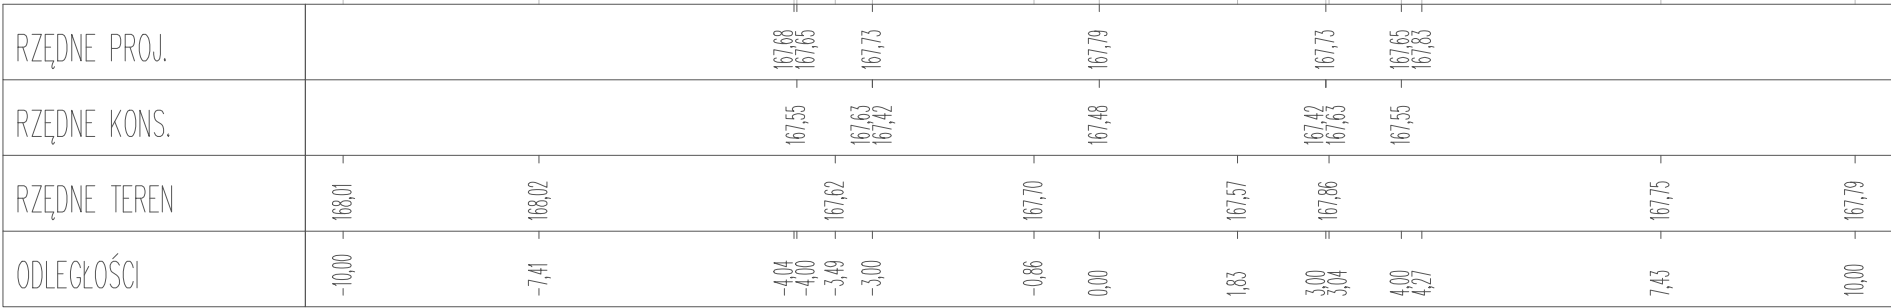 RZĘDNE PROJ. 167,68 167,65 167,73 167,79 167,73 167,65 167,83
RZĘDNE KONS. 167,55 167,63 167,42 167,48 167,42 167,63 167,55
RZĘDNE TEREN 168,01 168,02 167,62 167,70 167,57 167,86 167,75 167,79
ODLEGŁOŚCI -10,00 -7,41 -4,04 -4,00 -3,49 -3,00 -0,86 0,00 1,83 3,00 3,04 4,00 4,27 7,43 10,00